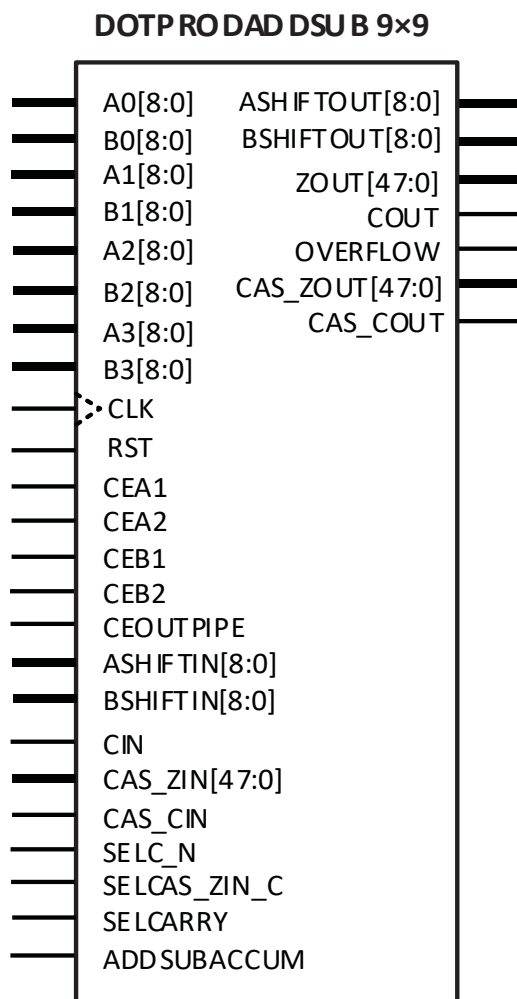 DOTPRODADDSUB 9×9
A0[8:0]
B0[8:0]
A1[8:0]
B1[8:0]
A2[8:0]
B2[8:0]
A3[8:0]
B3[8:0]
CLK
RST
CEA1
CEA2
CEB1
CEB2
CEOUTPIPE
ASHIFTIN[8:0]
BSHIFTIN[8:0]
CIN
CAS_ZIN[47:0]
CAS_CIN
SELC_N
SELCAS_ZIN_C
SELCARRY
ADDSUBACCUM
ASHIFTOUT[8:0]
BSHIFTOUT[8:0]
ZOUT[47:0]
COUT
OVERFLOW
CAS_ZOUT[47:0]
CAS_COUT